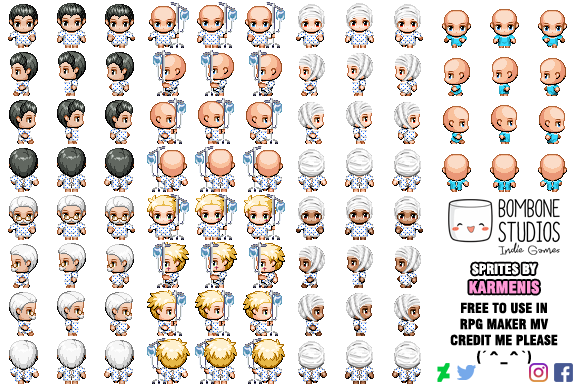 BOMBONE
STUDIOS
Indie Games
SPRITES BY
KARMENIS
FREE TO USE IN
RPG MAKER MV
CREDIT ME PLEASE
(´^_^`)